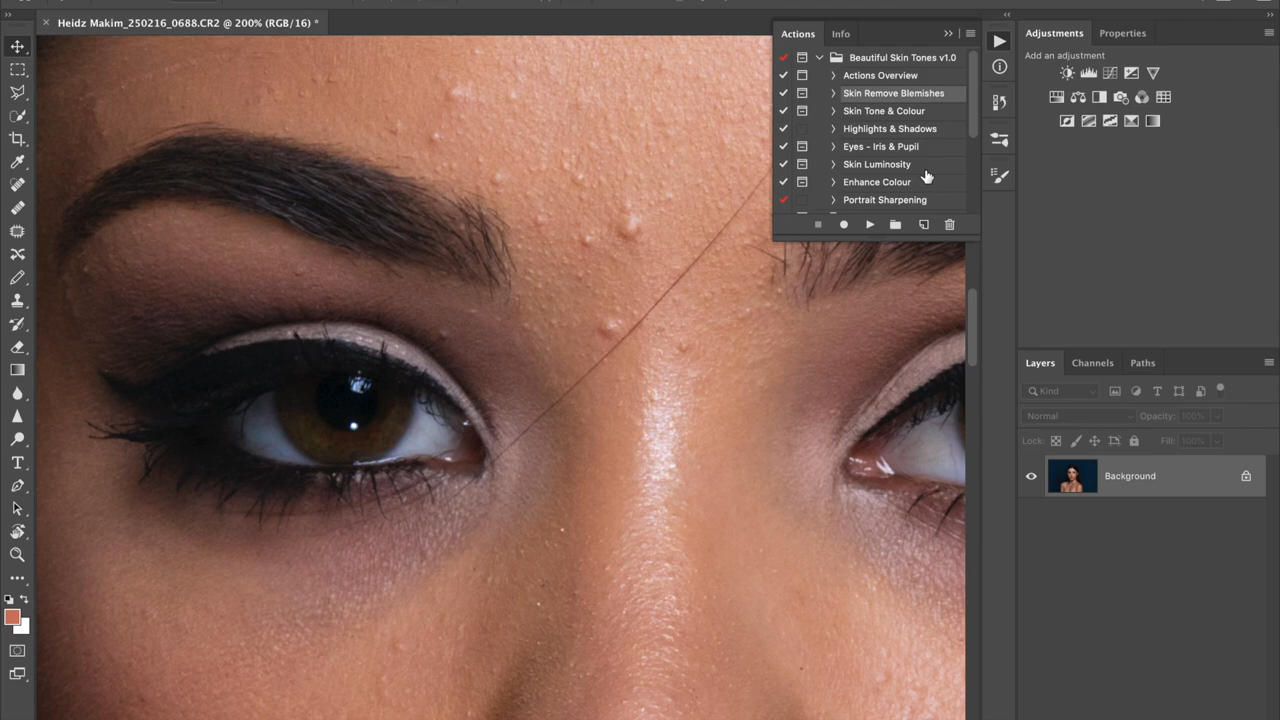 Heidz Makim_250216_0688.CR2 @ 200% (RGB/16) *
Actions
Info
Beautiful Skin Tones v1.0
Actions Overview
Skin Remove Blemishes
Skin Tone & Colour
Highlights & Shadows
Eyes - Iris & Pupil
Skin Luminosity
Enhance Colour
Portrait Sharpening
Adjustments
Properties
Add an adjustment
Layers
Channels
Paths
Kind
Normal
Opacity: 100%
Lock:
Fill: 100%
Background